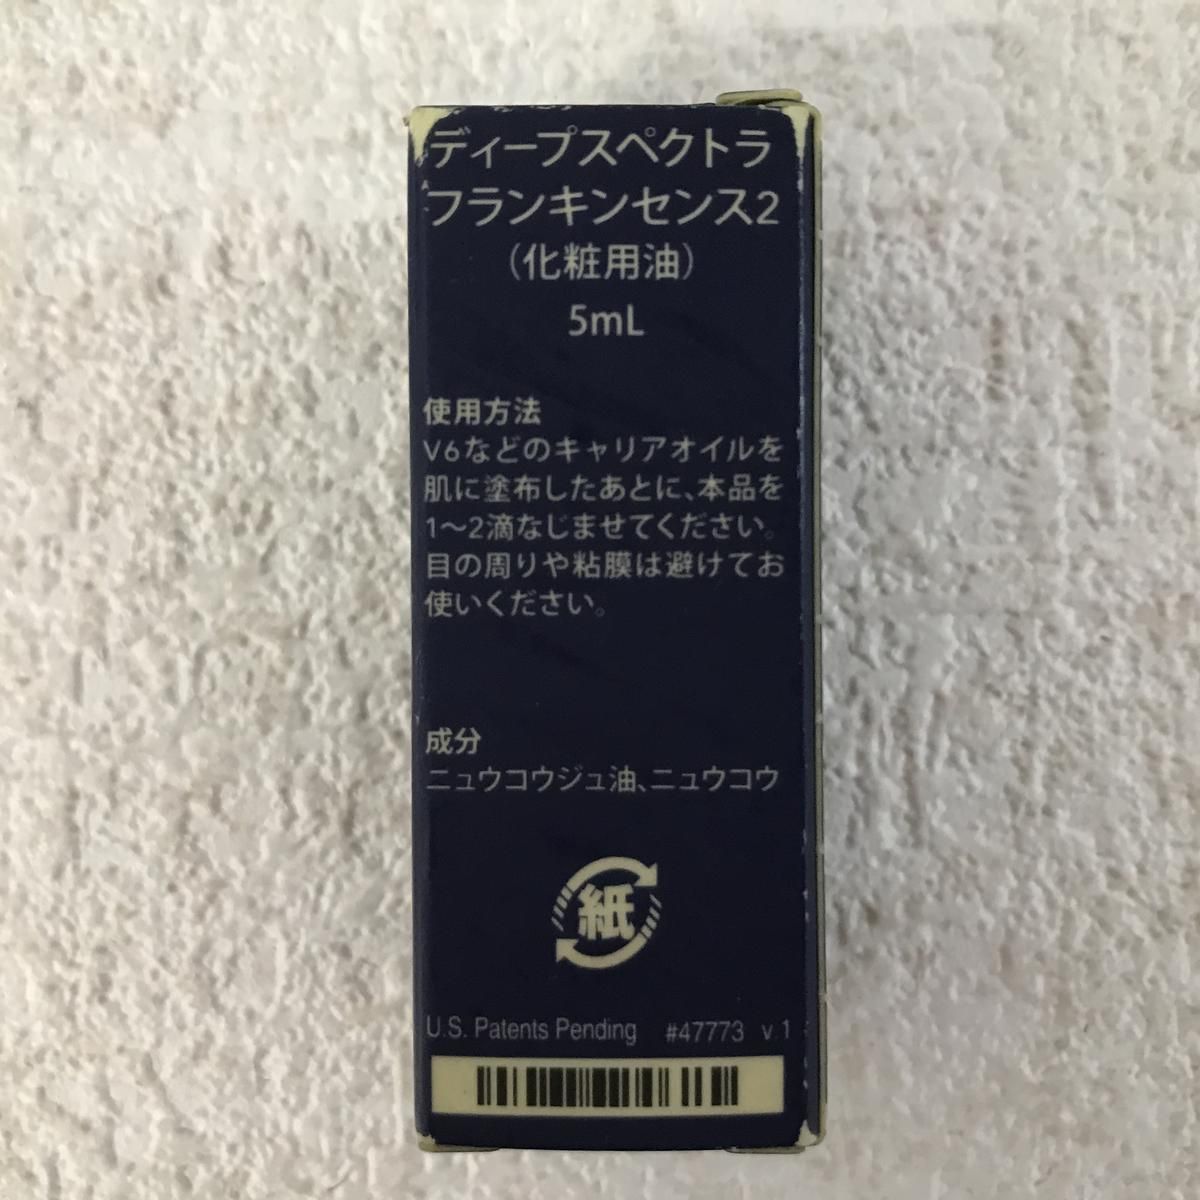 ディープスペクトラ
フランキンセンス2
（化粧用油）
5mL
使用方法
V6などのキャリアオイルを
肌に塗布したあとに、本品を
1〜2滴なじませてください。
目の周りや粘膜は避けてお
使いください。
成分
ニュウコウジュ油、ニュウコウ
紙
U.S. Patents Pending #47773 v.1